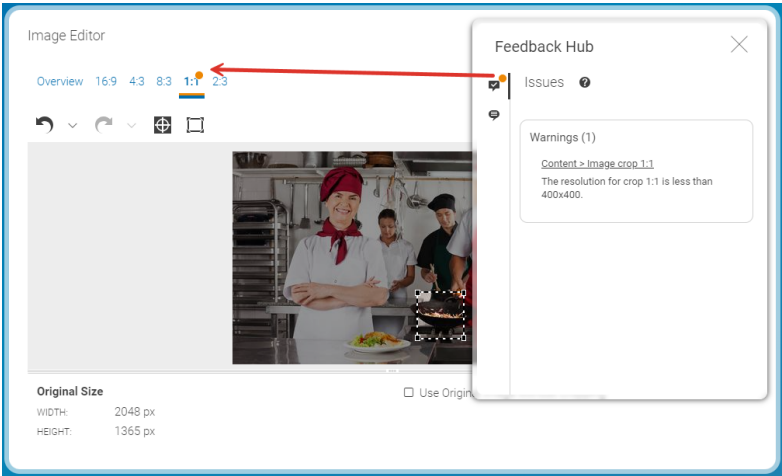 Image Editor
Overview 16:9 4:3 8:3 1:1 2:3
Original Size
WIDTH: 2048 px
HEIGHT: 1365 px
Use Origin
Feedback Hub
Issues
Warnings (1)
Content > Image crop 1:1
The resolution for crop 1:1 is less than
400x400.